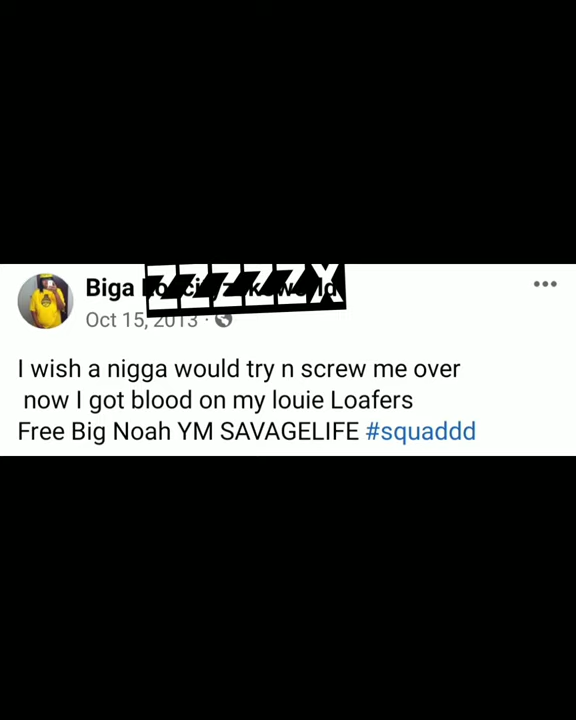 Biga
ZZZZZX
Oct 15, 2013
I wish a nigga would try n screw me over
now I got blood on my louie Loafers
Free Big Noah YM SAVAGELIFE #squaddd